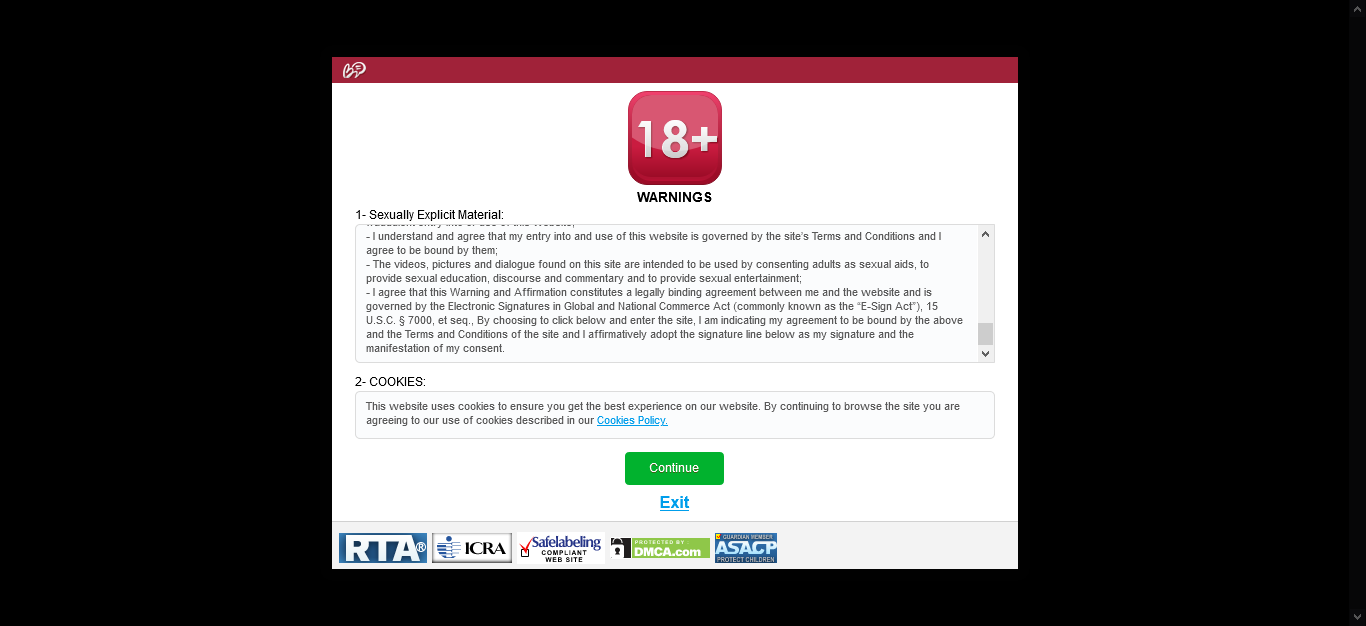 18+
WARNINGS
1- Sexually Explicit Material:
fraudulent entry into or use of this website;
- I understand and agree that my entry into and use of this website is governed by the site's Terms and Conditions and I
agree to be bound by them;
- The videos, pictures and dialogue found on this site are intended to be used by consenting adults as sexual aids, to
provide sexual education, discourse and commentary and to provide sexual entertainment;
- I agree that this Warning and Affirmation constitutes a legally binding agreement between me and the website and is
governed by the Electronic Signatures in Global and National Commerce Act (commonly known as the “E-Sign Act”), 15
U.S.C. § 7000, et seq., By choosing to click below and enter the site, I am indicating my agreement to be bound by the above
and the Terms and Conditions of the site and I affirmatively adopt the signature line below as my signature and the
manifestation of my consent.
2- COOKIES:
This website uses cookies to ensure you get the best experience on our website. By continuing to browse the site you are
agreeing to our use of cookies described in our Cookies Policy.
Continue
Exit
RTA®
ICRA
Safelabeling
COMPLIANT
WEB SITE
PROTECTED BY
DMCA.com
GUARDIAN MEMBER
ASACP
PROTECT CHILDREN